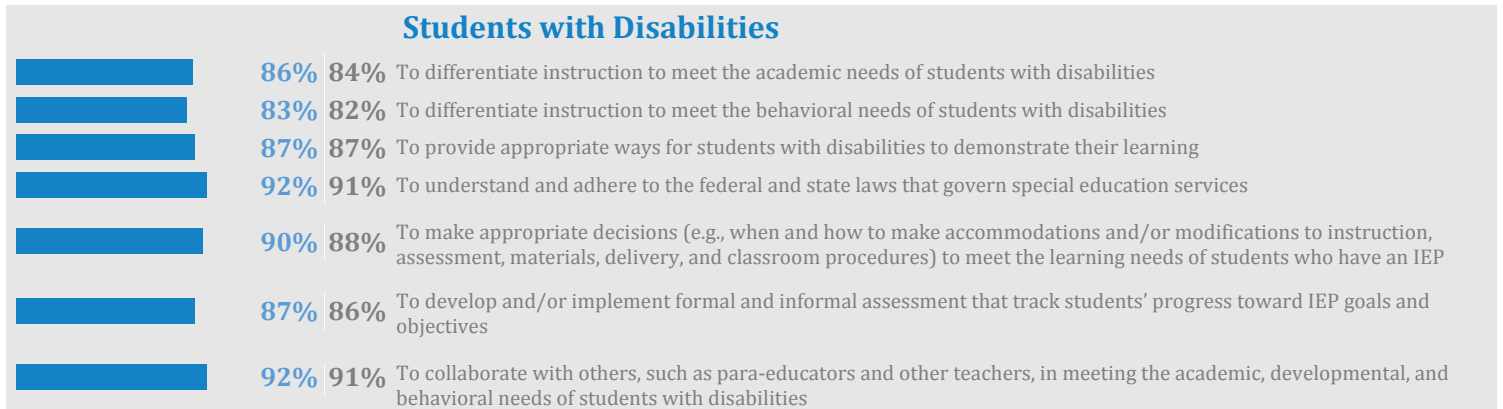 Students with Disabilities
86% 84% To differentiate instruction to meet the academic needs of students with disabilities
83% 82% To differentiate instruction to meet the behavioral needs of students with disabilities
87% 87% To provide appropriate ways for students with disabilities to demonstrate their learning
92% 91% To understand and adhere to the federal and state laws that govern special education services
90% 88% To make appropriate decisions (e.g., when and how to make accommodations and/or modifications to instruction,
assessment, materials, delivery, and classroom procedures) to meet the learning needs of students who have an IEP
87% 86% To develop and/or implement formal and informal assessment that track students’ progress toward IEP goals and
objectives
92% 91% To collaborate with others, such as para-educators and other teachers, in meeting the academic, developmental, and
behavioral needs of students with disabilities